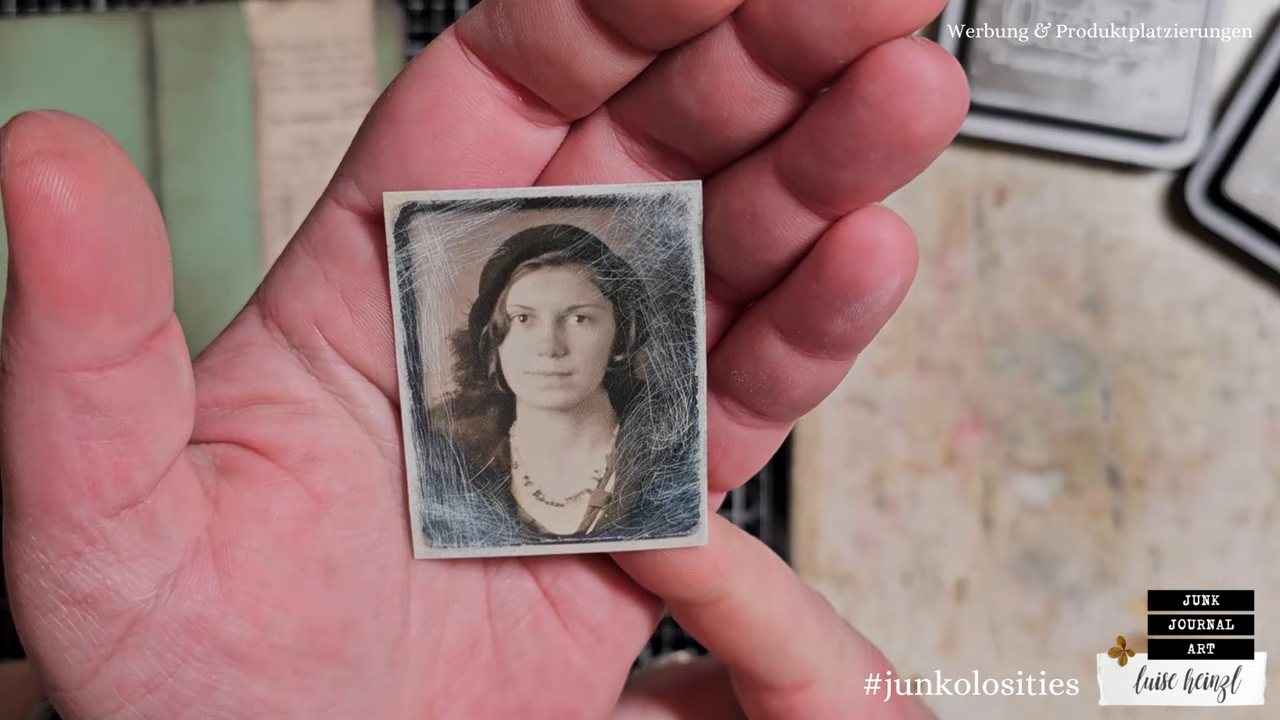 Werbung & Produktplatzierungen
JUNK
JOURNAL
ART
luise heinzl
#junkolosities